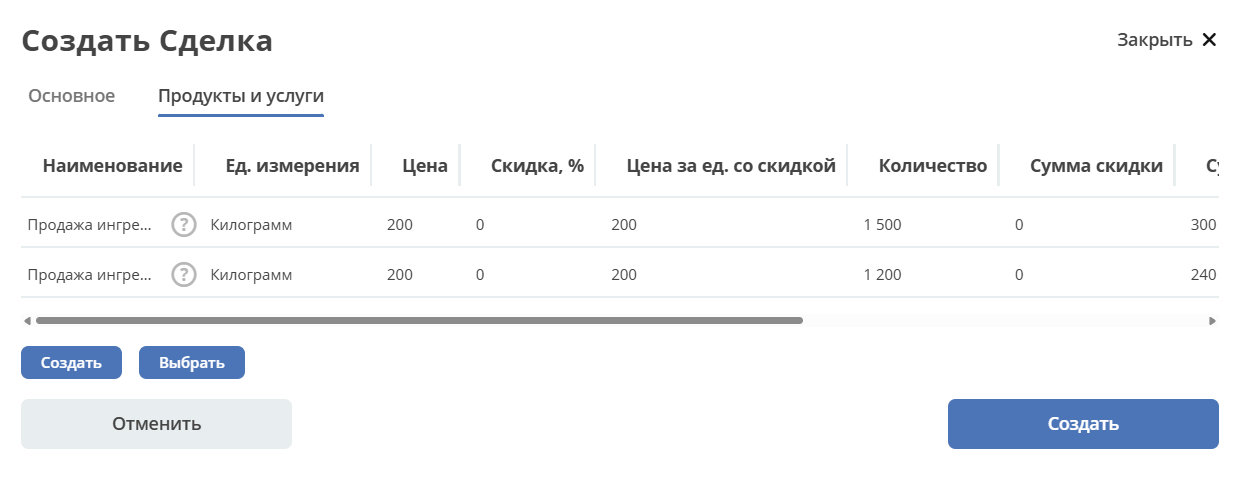 Создать Сделка
Закрыть
Основное Продукты и услуги
Наименование Ед. измерения Цена Скидка, % Цена за ед. со скидкой Количество Сумма скидки
Продажа ингре... ? Килограмм 200 0 200 1 500 0 300
Продажа ингре... ? Килограмм 200 0 200 1 200 0 240
Создать Выбрать
Отменить Создать